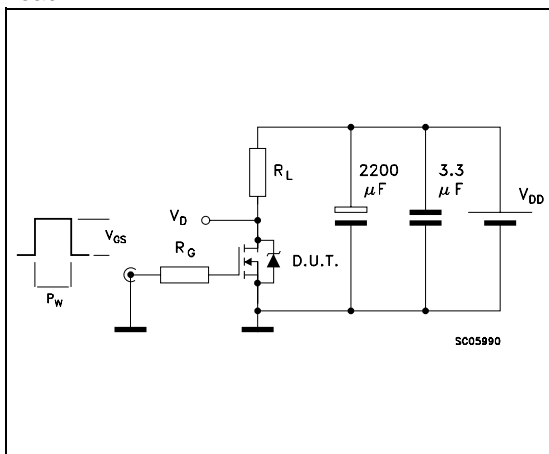 R_L
2200
μF
3.3
μF
V_DD
V_D
V_GS
R_G
D.U.T.
P_W
SC05990